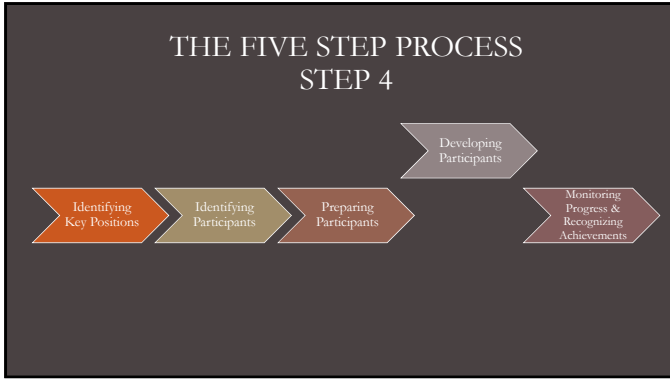 THE FIVE STEP PROCESS
STEP 4
Developing
Participants
Identifying
Key Positions
Identifying
Participants
Preparing
Participants
Monitoring
Progress &
Recognizing
Achievements